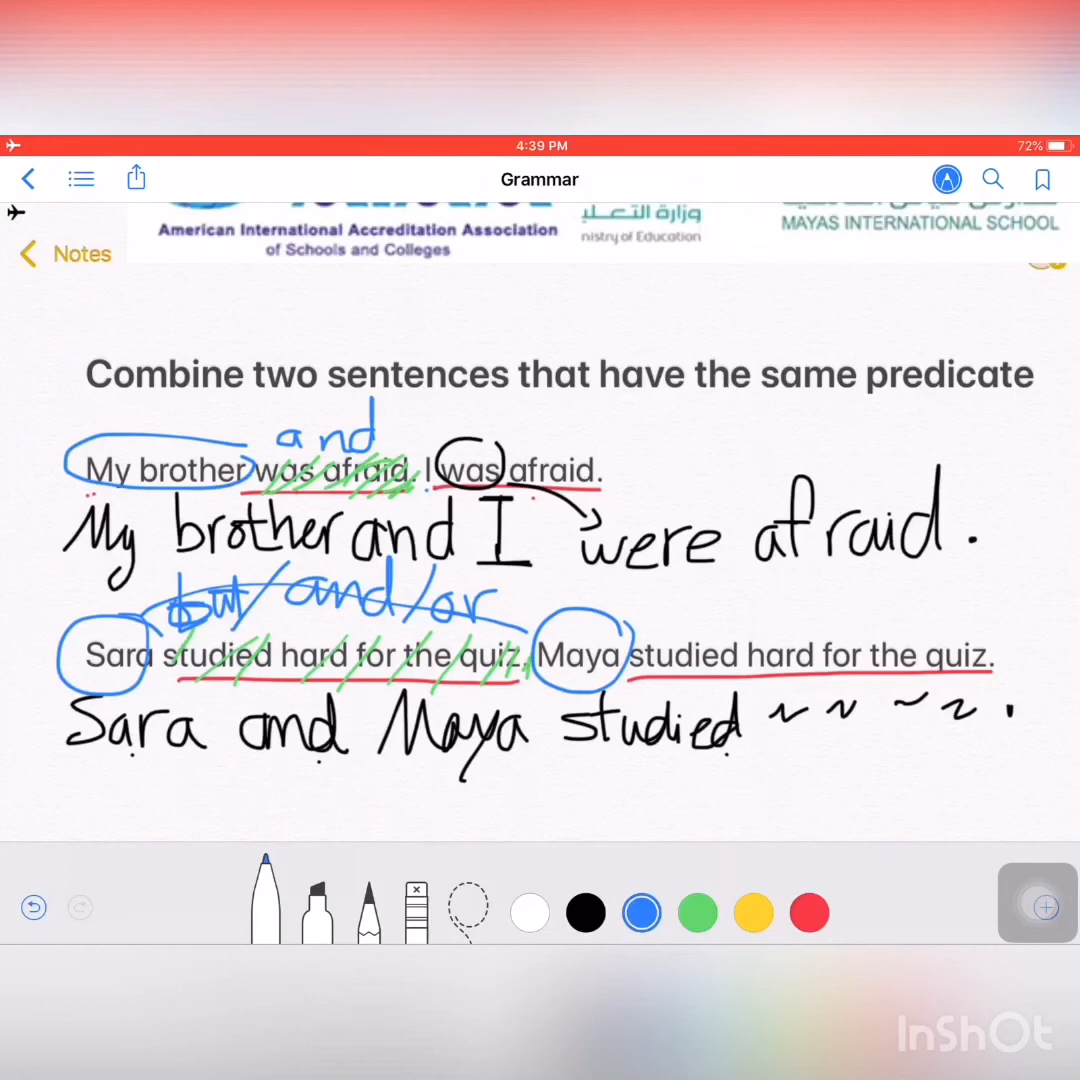 4:39 PM 72%
Grammar
American International Accreditation Association
of Schools and Colleges
وزارة التعلي
nistry of Education
MAYAS INTERNATIONAL SCHOOL
Notes
Combine two sentences that have the same predicate
and
My brother was afraid. I was afraid.
My brother and I were afraid.
but/and/or
Sara studied hard for the quiz. Maya studied hard for the quiz.
Sara and Maya studied ~ ~ ~ ~ .
InShOt